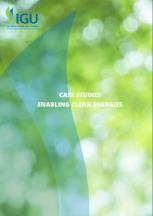 IGU
CASE STUDIES
ENABLING CLEAN ENERGIES